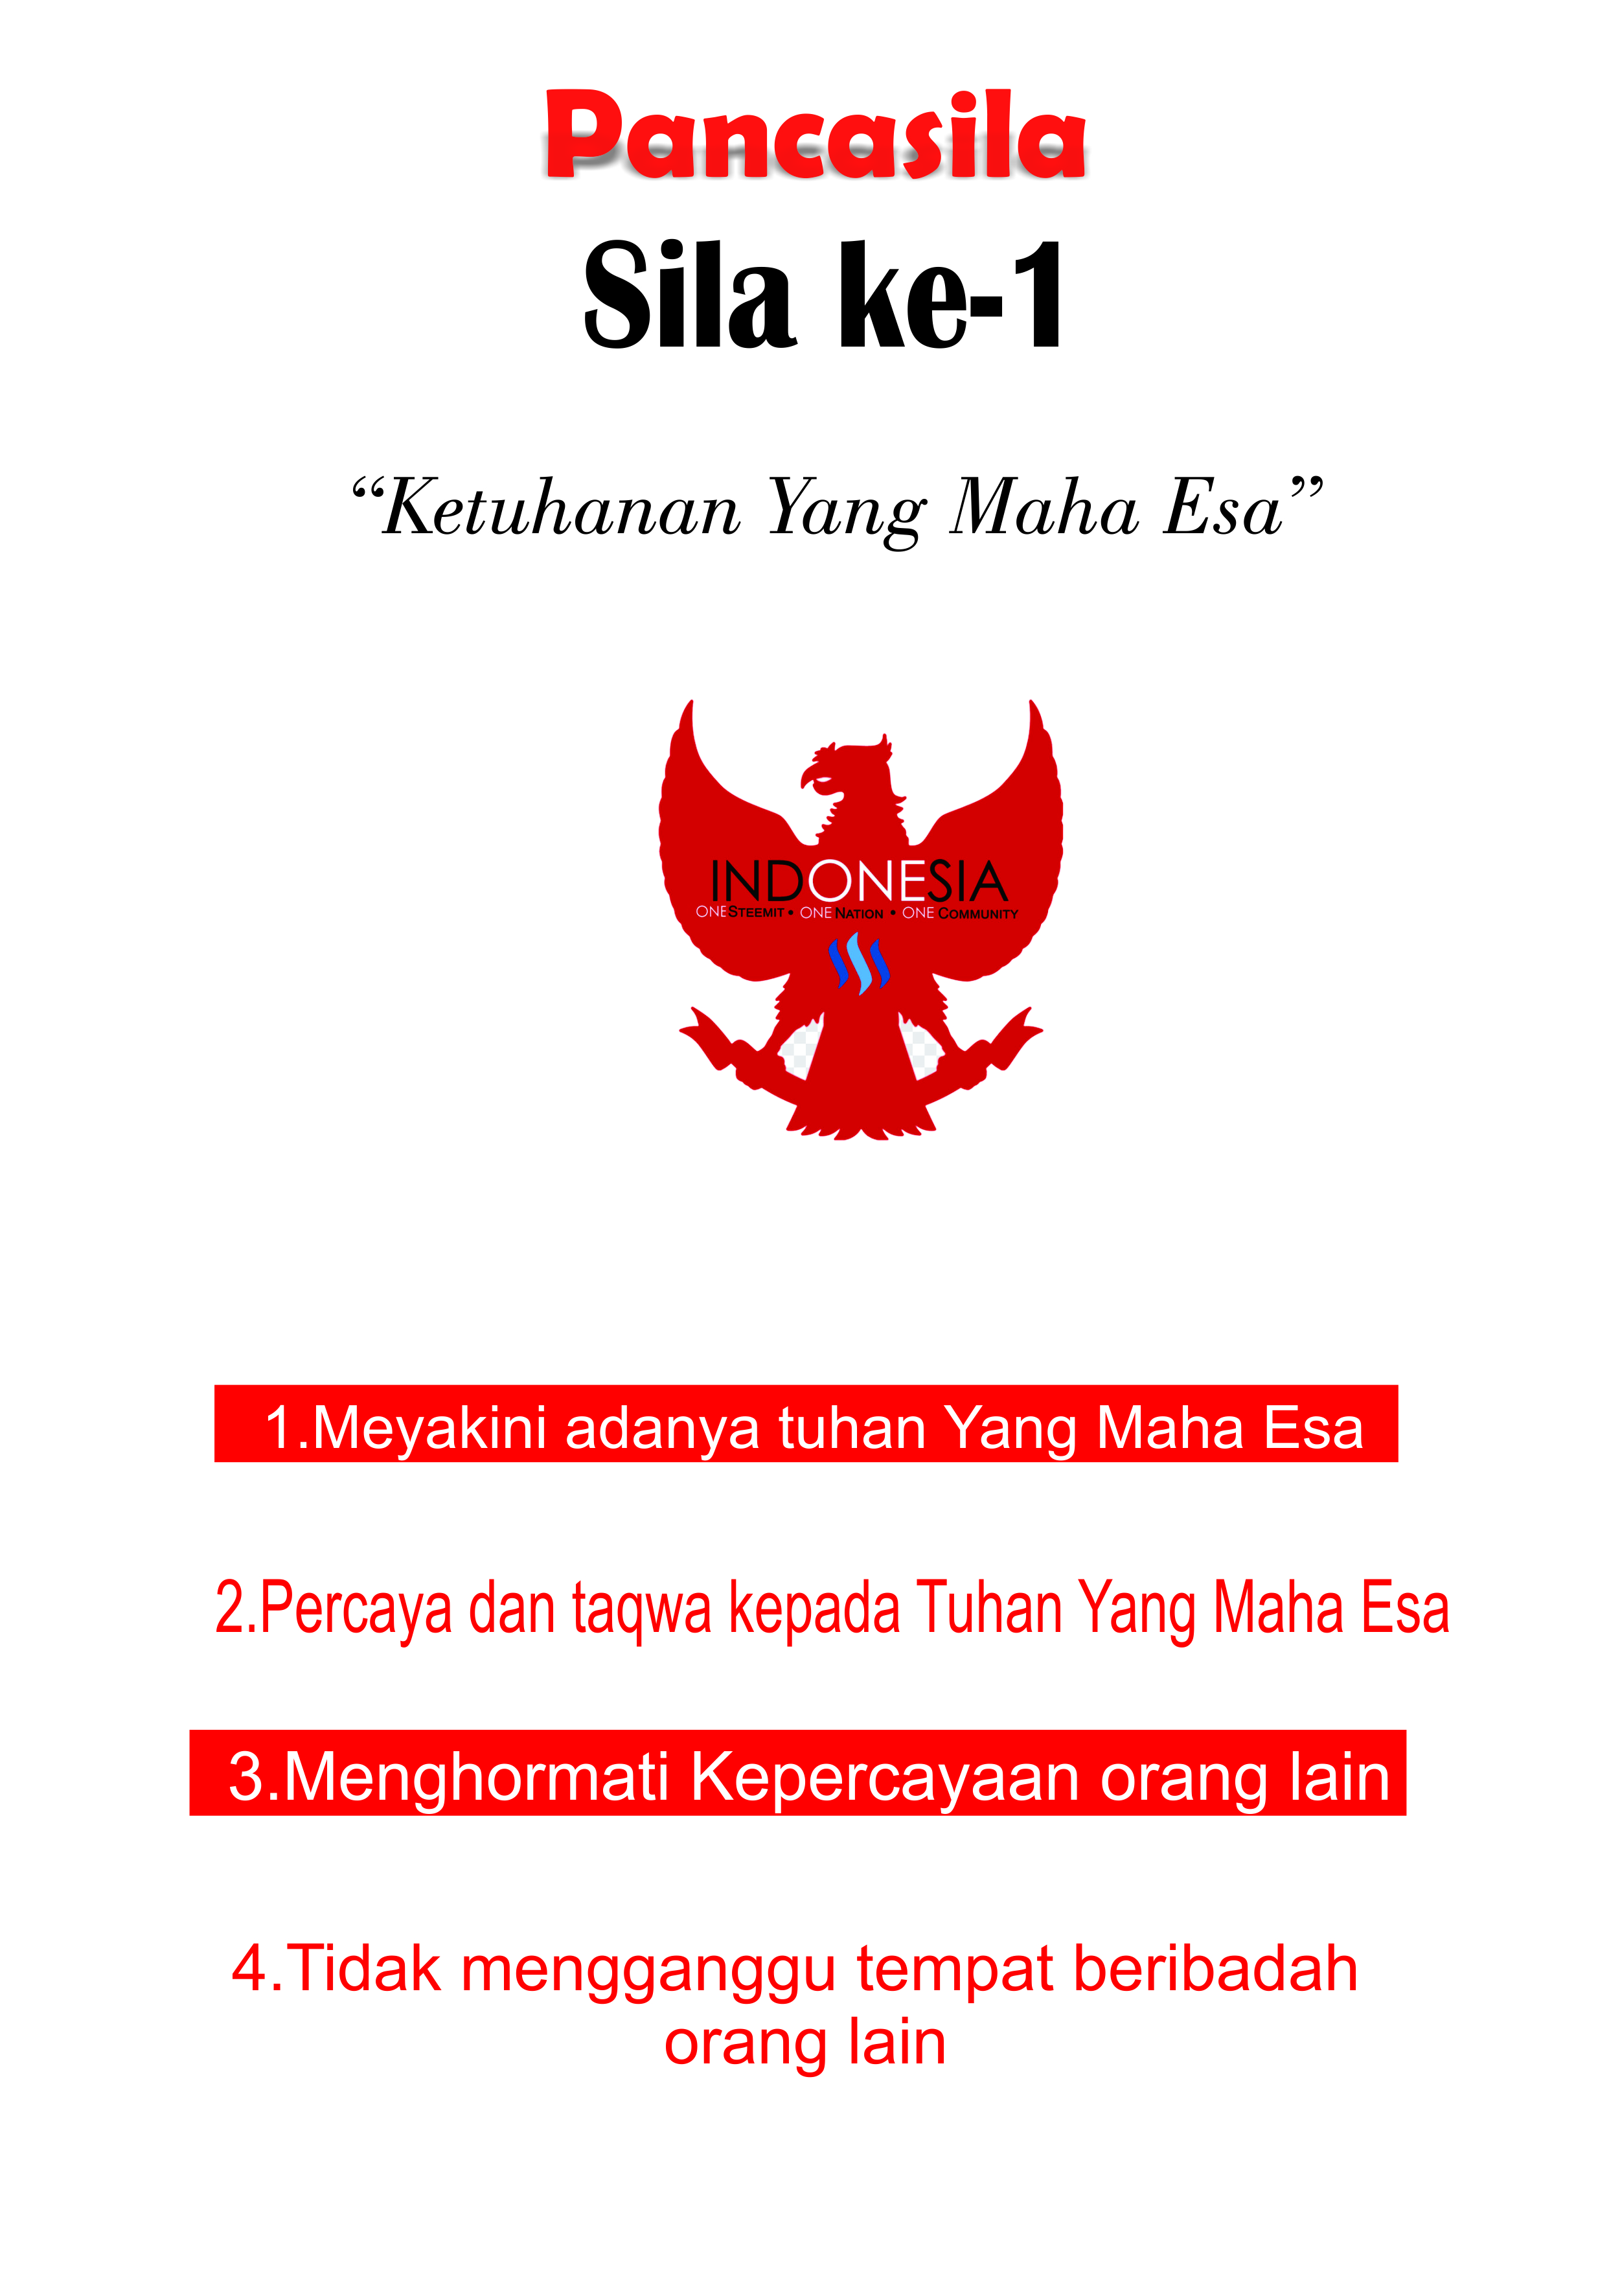 Pancasila
Sila ke-1
“Ketuhanan Yang Maha Esa”
INDONESIA
ONE STEEMIT • ONE NATION • ONE COMMUNITY
1.Meyakini adanya tuhan Yang Maha Esa
2.Percaya dan taqwa kepada Tuhan Yang Maha Esa
3.Menghormati Kepercayaan orang lain
4.Tidak mengganggu tempat beribadah
orang lain